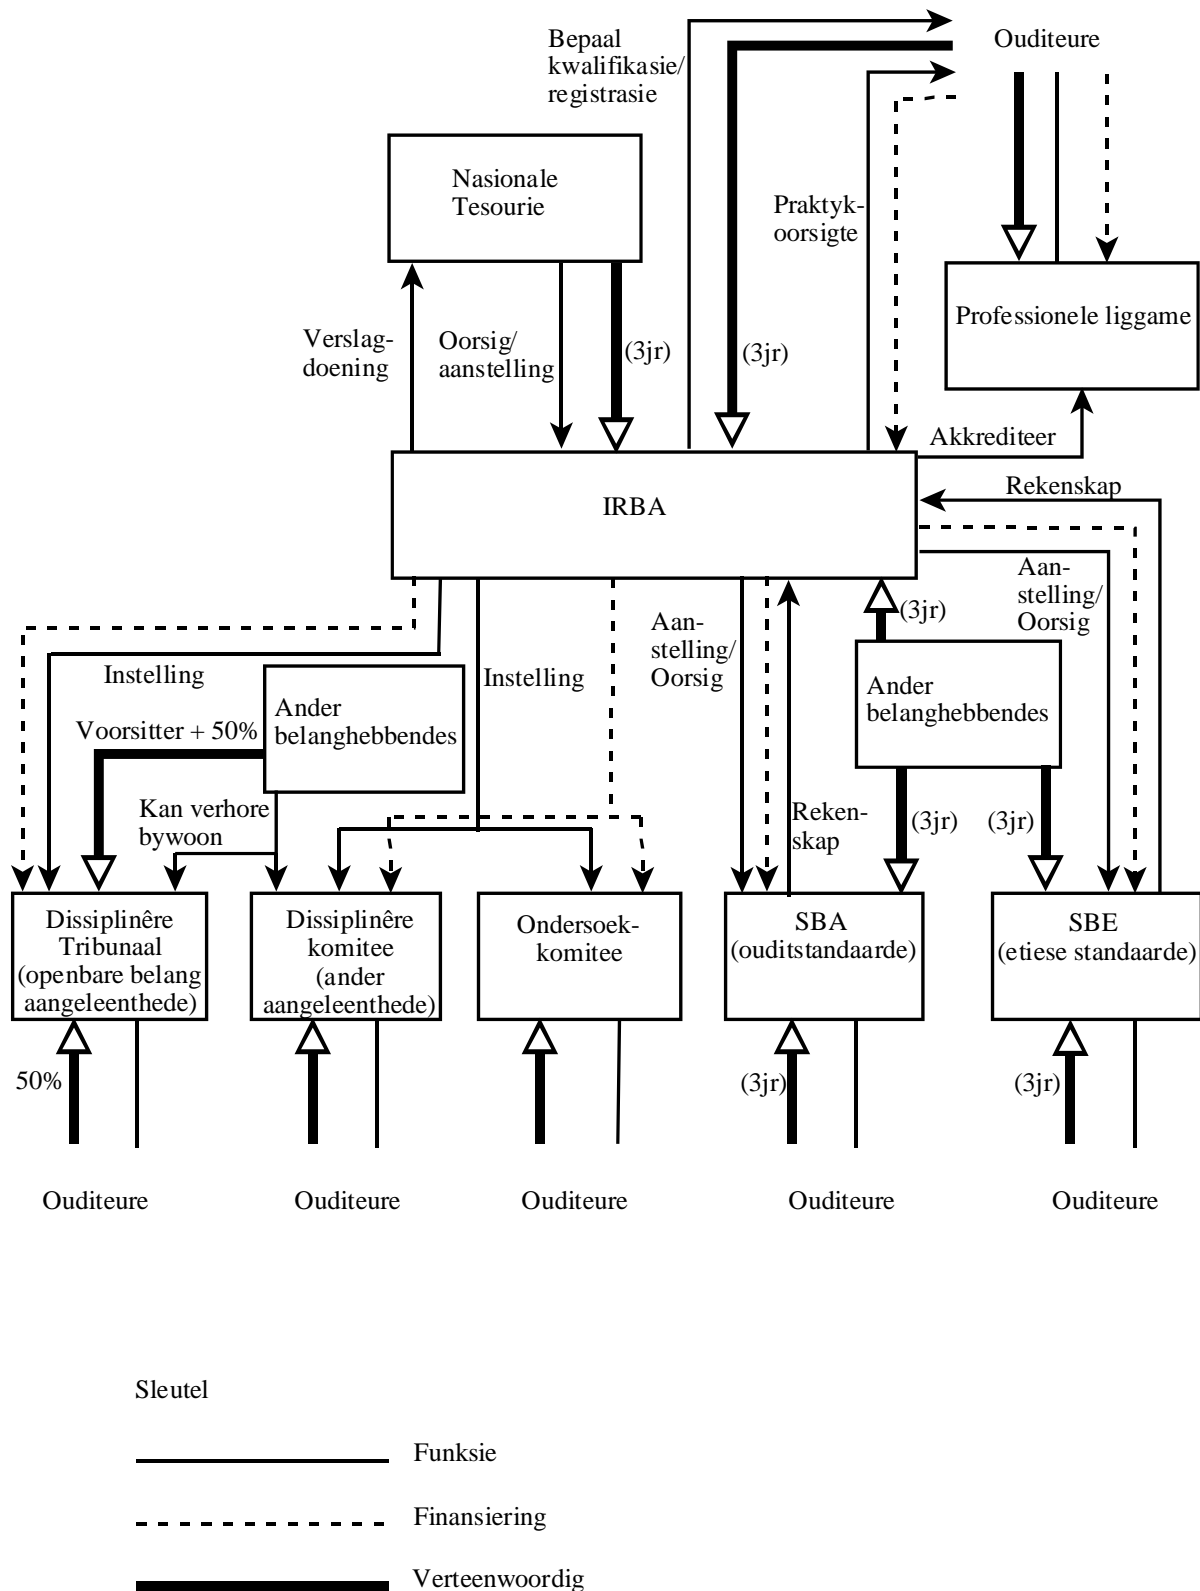 Bepaal
kwalifikasie/
registrasie
Ouditeure
Nasionale
Tesourie
Praktyk-
oorsigte
Professionele liggame
Verslag-
doening
Oorsig/
aanstelling
(3jr)
(3jr)
Akkrediteer
IRBA
Rekenskap
Aan-
stelling/
Oorsig
(3jr)
Aan-
stelling/
Oorsig
Instelling
Instelling
Ander
belanghebbendes
Ander
belanghebbendes
Voorsitter + 50%
Kan verhore
bywoon
Reken-
skap
(3jr)
(3jr)
Dissiplinêre
Tribunaal
(openbare belang
aangeleenthede)
Dissiplinêre
komitee
(ander
aangeleenthede)
Ondersoek-
komitee
SBA
(ouditstandaarde)
SBE
(etiese standaarde)
50%
(3jr)
(3jr)
Ouditeure
Ouditeure
Ouditeure
Ouditeure
Ouditeure
Sleutel
Funksie
Finansiering
Verteenwoordig